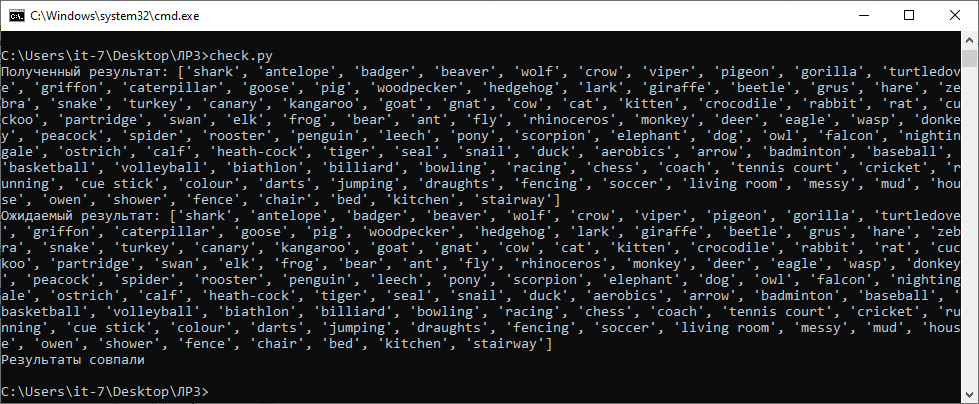 C:\Windows\system32\cmd.exe
C:\Users\it-7\Desktop\ЛР3>check.py
Полученный результат: ['shark', 'antelope', 'badger', 'beaver', 'wolf', 'crow', 'viper', 'pigeon', 'gorilla', 'turtledov
e', 'griffon', 'caterpillar', 'goose', 'pig', 'woodpecker', 'hedgehog', 'lark', 'giraffe', 'beetle', 'grus', 'hare', 'ze
bra', 'snake', 'turkey', 'canary', 'kangaroo', 'goat', 'gnat', 'cow', 'cat', 'kitten', 'crocodile', 'rabbit', 'rat', 'cu
ckoo', 'partridge', 'swan', 'elk', 'frog', 'bear', 'ant', 'fly', 'rhinoceros', 'monkey', 'deer', 'eagle', 'wasp', 'donke
y', 'peacock', 'spider', 'rooster', 'penguin', 'leech', 'pony', 'scorpion', 'elephant', 'dog', 'owl', 'falcon', 'nightin
gale', 'ostrich', 'calf', 'heath-cock', 'tiger', 'seal', 'snail', 'duck', 'aerobics', 'arrow', 'badminton', 'baseball',
'basketball', 'volleyball', 'biathlon', 'billiard', 'bowling', 'racing', 'chess', 'coach', 'tennis court', 'cricket', 'r
unning', 'cue stick', 'colour', 'darts', 'jumping', 'draughts', 'fencing', 'soccer', 'living room', 'messy', 'mud', 'hou
se', 'owen', 'shower', 'fence', 'chair', 'bed', 'kitchen', 'stairway']
Ожидаемый результат: ['shark', 'antelope', 'badger', 'beaver', 'wolf', 'crow', 'viper', 'pigeon', 'gorilla', 'turtledove
', 'griffon', 'caterpillar', 'goose', 'pig', 'woodpecker', 'hedgehog', 'lark', 'giraffe', 'beetle', 'grus', 'hare', 'zeb
ra', 'snake', 'turkey', 'canary', 'kangaroo', 'goat', 'gnat', 'cow', 'cat', 'kitten', 'crocodile', 'rabbit', 'rat', 'cuc
koo', 'partridge', 'swan', 'elk', 'frog', 'bear', 'ant', 'fly', 'rhinoceros', 'monkey', 'deer', 'eagle', 'wasp', 'donkey
', 'peacock', 'spider', 'rooster', 'penguin', 'leech', 'pony', 'scorpion', 'elephant', 'dog', 'owl', 'falcon', 'nighting
ale', 'ostrich', 'calf', 'heath-cock', 'tiger', 'seal', 'snail', 'duck', 'aerobics', 'arrow', 'badminton', 'baseball', '
basketball', 'volleyball', 'biathlon', 'billiard', 'bowling', 'racing', 'chess', 'coach', 'tennis court', 'cricket', 'ru
nning', 'cue stick', 'colour', 'darts', 'jumping', 'draughts', 'fencing', 'soccer', 'living room', 'messy', 'mud', 'hous
e', 'owen', 'shower', 'fence', 'chair', 'bed', 'kitchen', 'stairway']
Результаты совпали
C:\Users\it-7\Desktop\ЛР3>